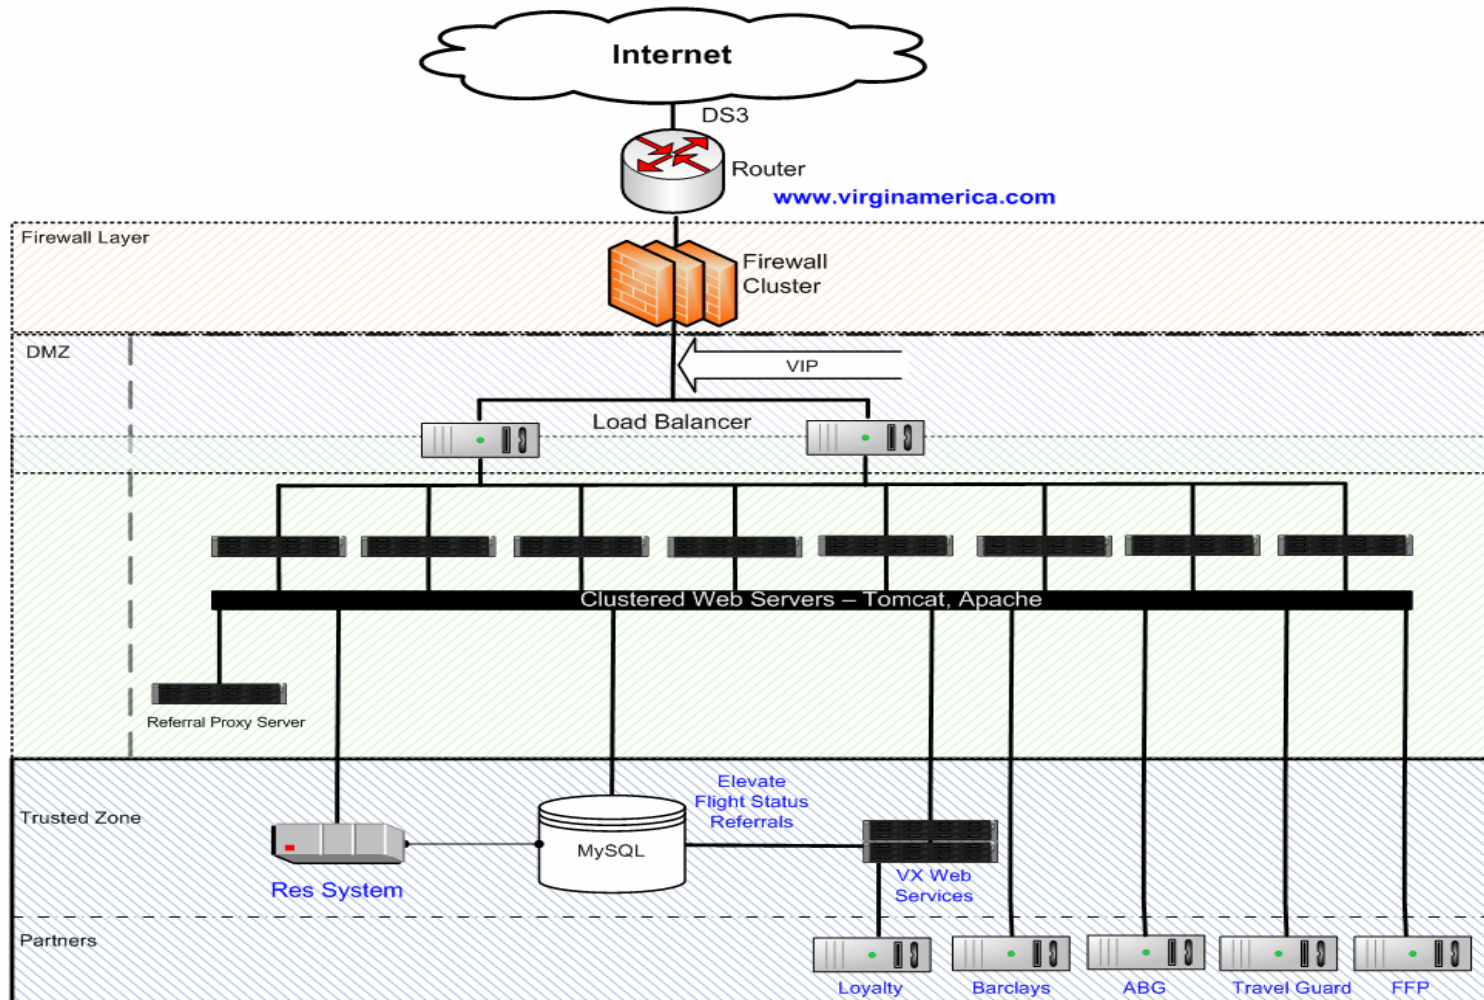 Internet
DS3
Router
www.virginamerica.com
Firewall Layer
Firewall
Cluster
DMZ
VIP
Load Balancer
Clustered Web Servers – Tomcat, Apache
Referral Proxy Server
Elevate
Flight Status
Referrals
Trusted Zone
MySQL
Res System
VX Web
Services
Partners
Loyalty
Barclays
ABG
Travel Guard
FFP